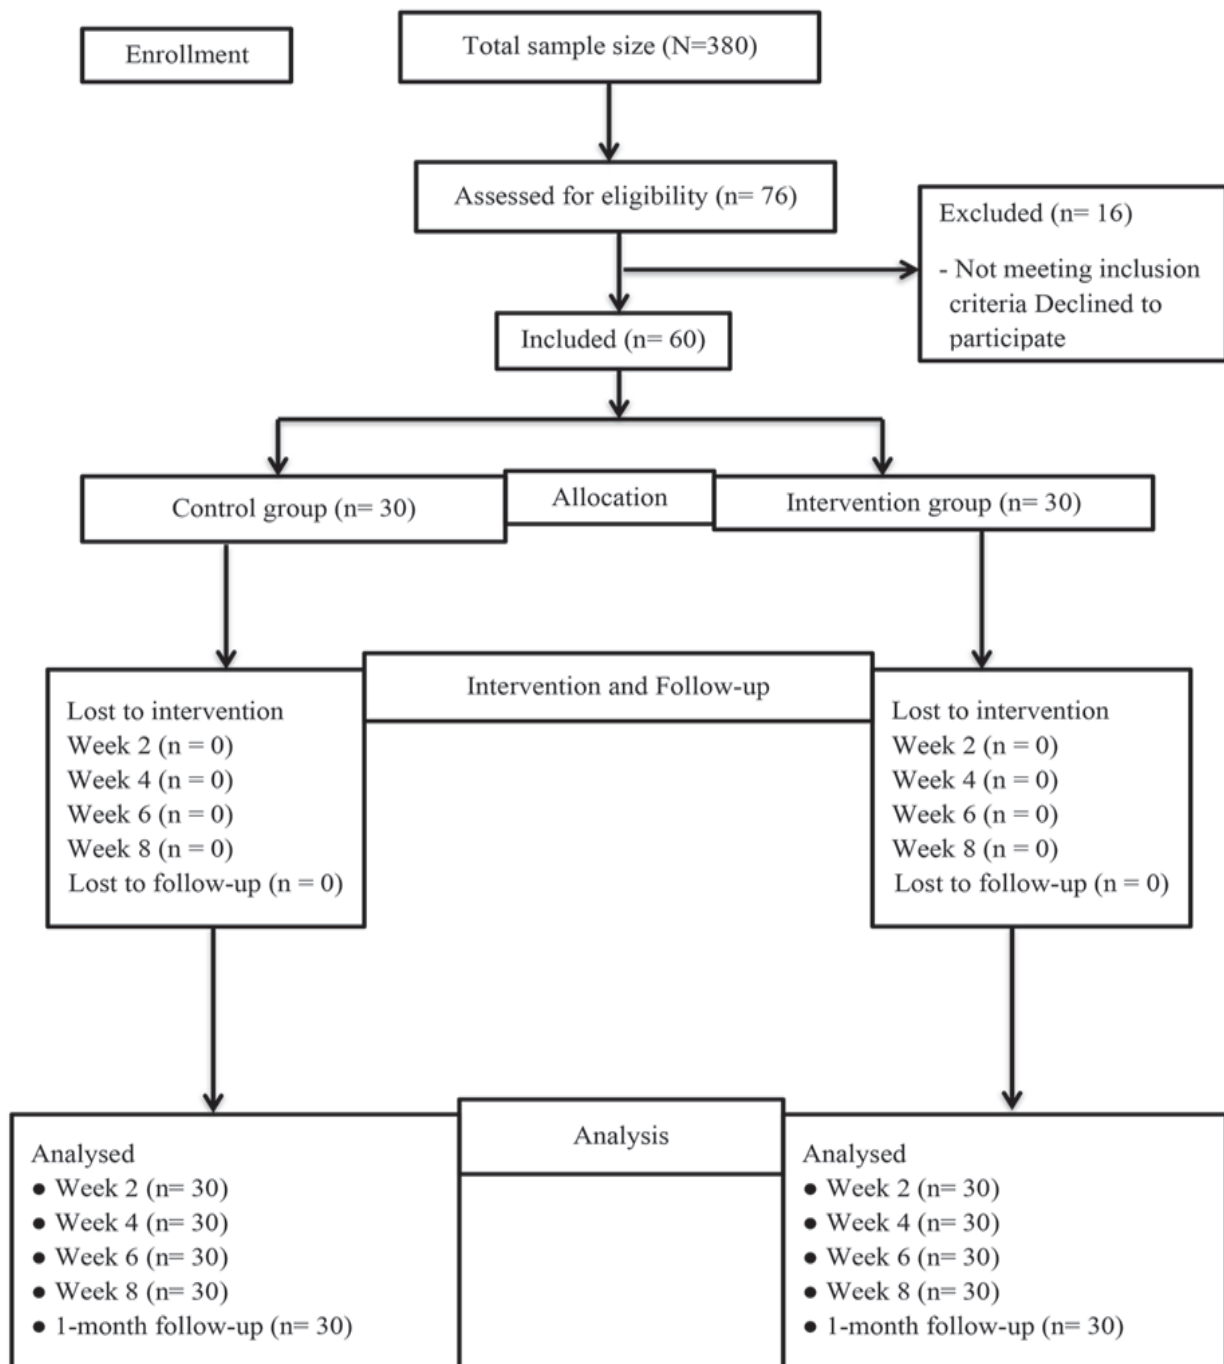 Enrollment
Total sample size (N=380)
Assessed for eligibility (n= 76)
Excluded (n= 16)
- Not meeting inclusion
criteria Declined to
participate
Included (n= 60)
Control group (n= 30)
Allocation
Intervention group (n= 30)
Intervention and Follow-up
Lost to intervention
Week 2 (n = 0)
Week 4 (n = 0)
Week 6 (n = 0)
Week 8 (n = 0)
Lost to follow-up (n = 0)
Lost to intervention
Week 2 (n = 0)
Week 4 (n = 0)
Week 6 (n = 0)
Week 8 (n = 0)
Lost to follow-up (n = 0)
Analysed
● Week 2 (n= 30)
● Week 4 (n= 30)
● Week 6 (n= 30)
● Week 8 (n= 30)
● 1-month follow-up (n= 30)
Analysis
Analysed
● Week 2 (n= 30)
● Week 4 (n= 30)
● Week 6 (n= 30)
● Week 8 (n= 30)
● 1-month follow-up (n= 30)